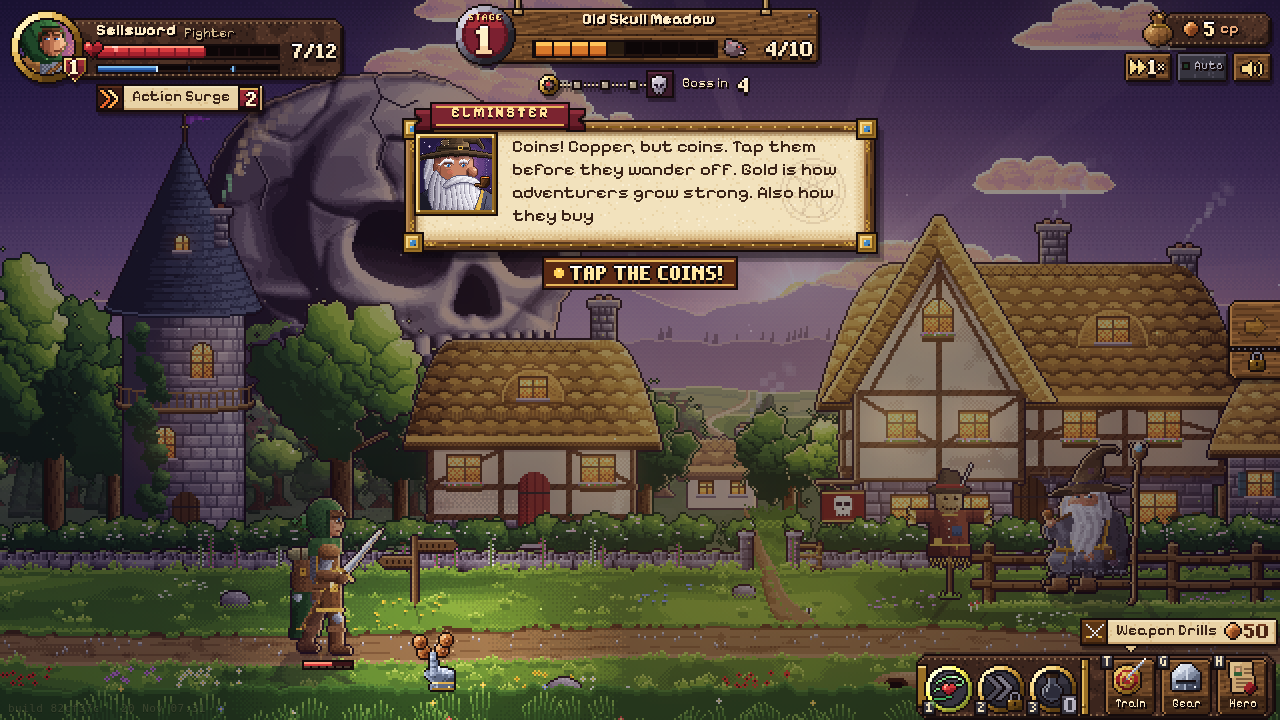 Sellsword Fighter
7/12
1
Action Surge 2
STAGE
1
Old Skull Meadow
4/10
Boss in 4
5 cp
1x
Auto
ELMINSTER
Coins! Copper, but coins. Tap them
before they wander off. Gold is how
adventurers grow strong. Also how
they buy
TAP THE COINS!
Weapon Drills 50
1
2
3
0
T
Train
G
Gear
H
Hero